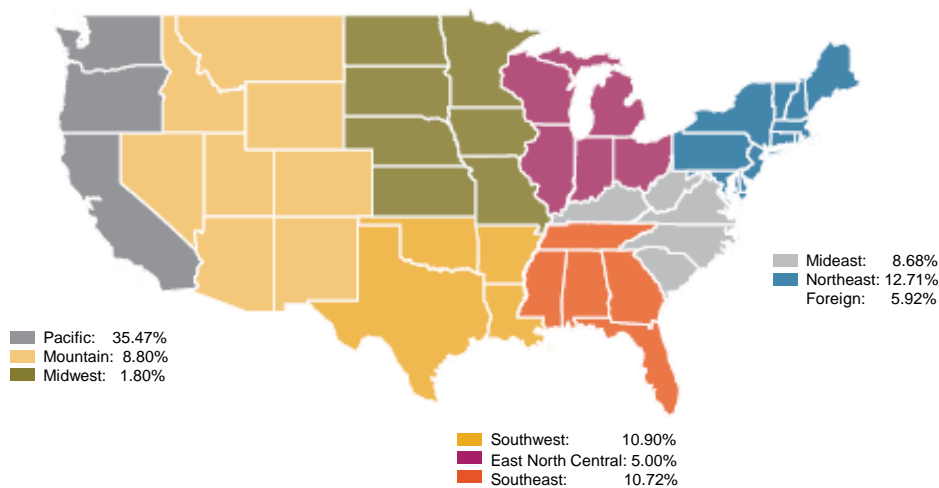 Mideast: 8.68%
Northeast: 12.71%
Foreign: 5.92%
Pacific: 35.47%
Mountain: 8.80%
Midwest: 1.80%
Southwest: 10.90%
East North Central: 5.00%
Southeast: 10.72%